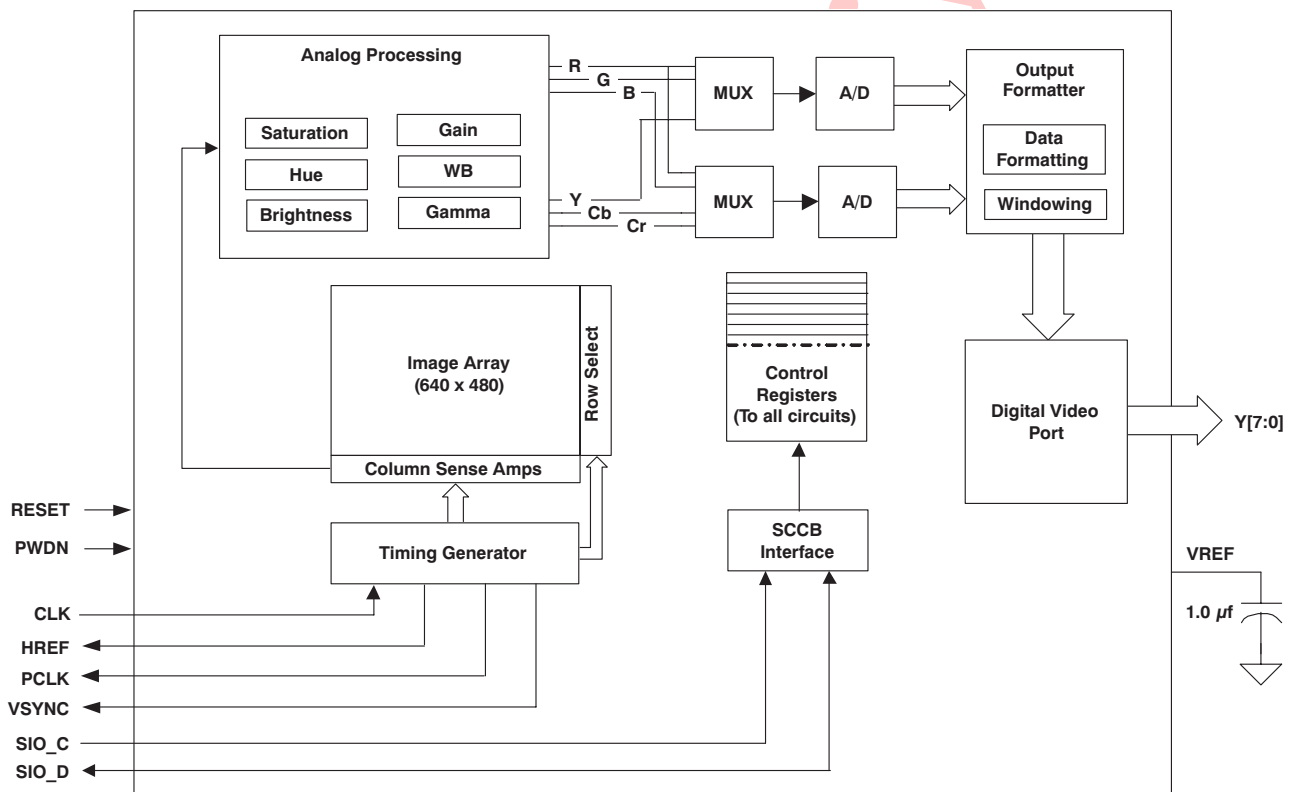 Analog Processing
Saturation
Gain
Hue
WB
Brightness
Gamma
R
G
B
Y
Cb
Cr
MUX
A/D
MUX
A/D
Output
Formatter
Data
Formatting
Windowing
Image Array
(640 x 480)
Row Select
Column Sense Amps
Timing Generator
Control
Registers
(To all circuits)
SCCB
Interface
Digital Video
Port
Y[7:0]
VREF
1.0 µf
RESET
PWDN
CLK
HREF
PCLK
VSYNC
SIO_C
SIO_D